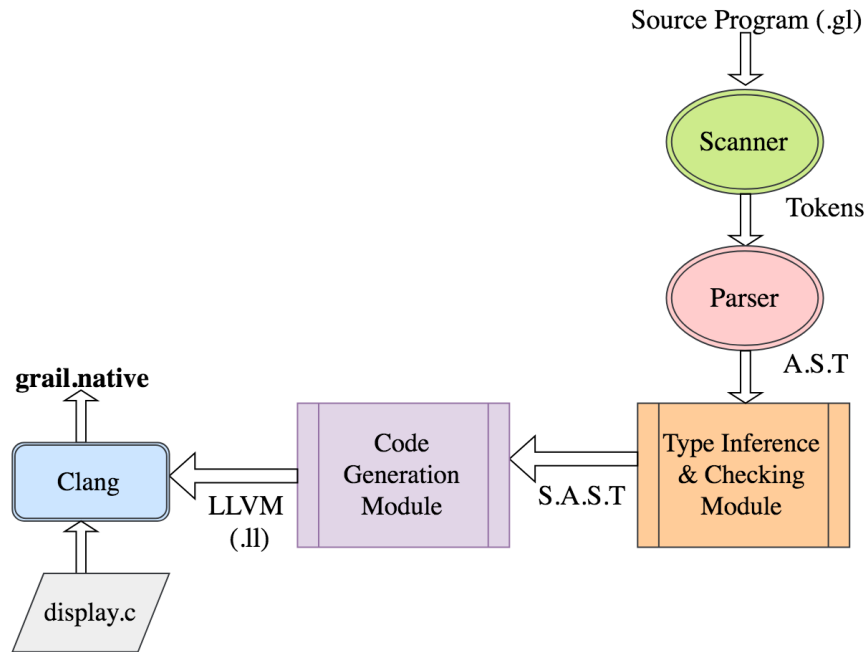 Source Program (.gl)
Scanner
Tokens
Parser
A.S.T
Type Inference
& Checking
Module
S.A.S.T
Code
Generation
Module
LLVM
(.ll)
Clang
grail.native
display.c